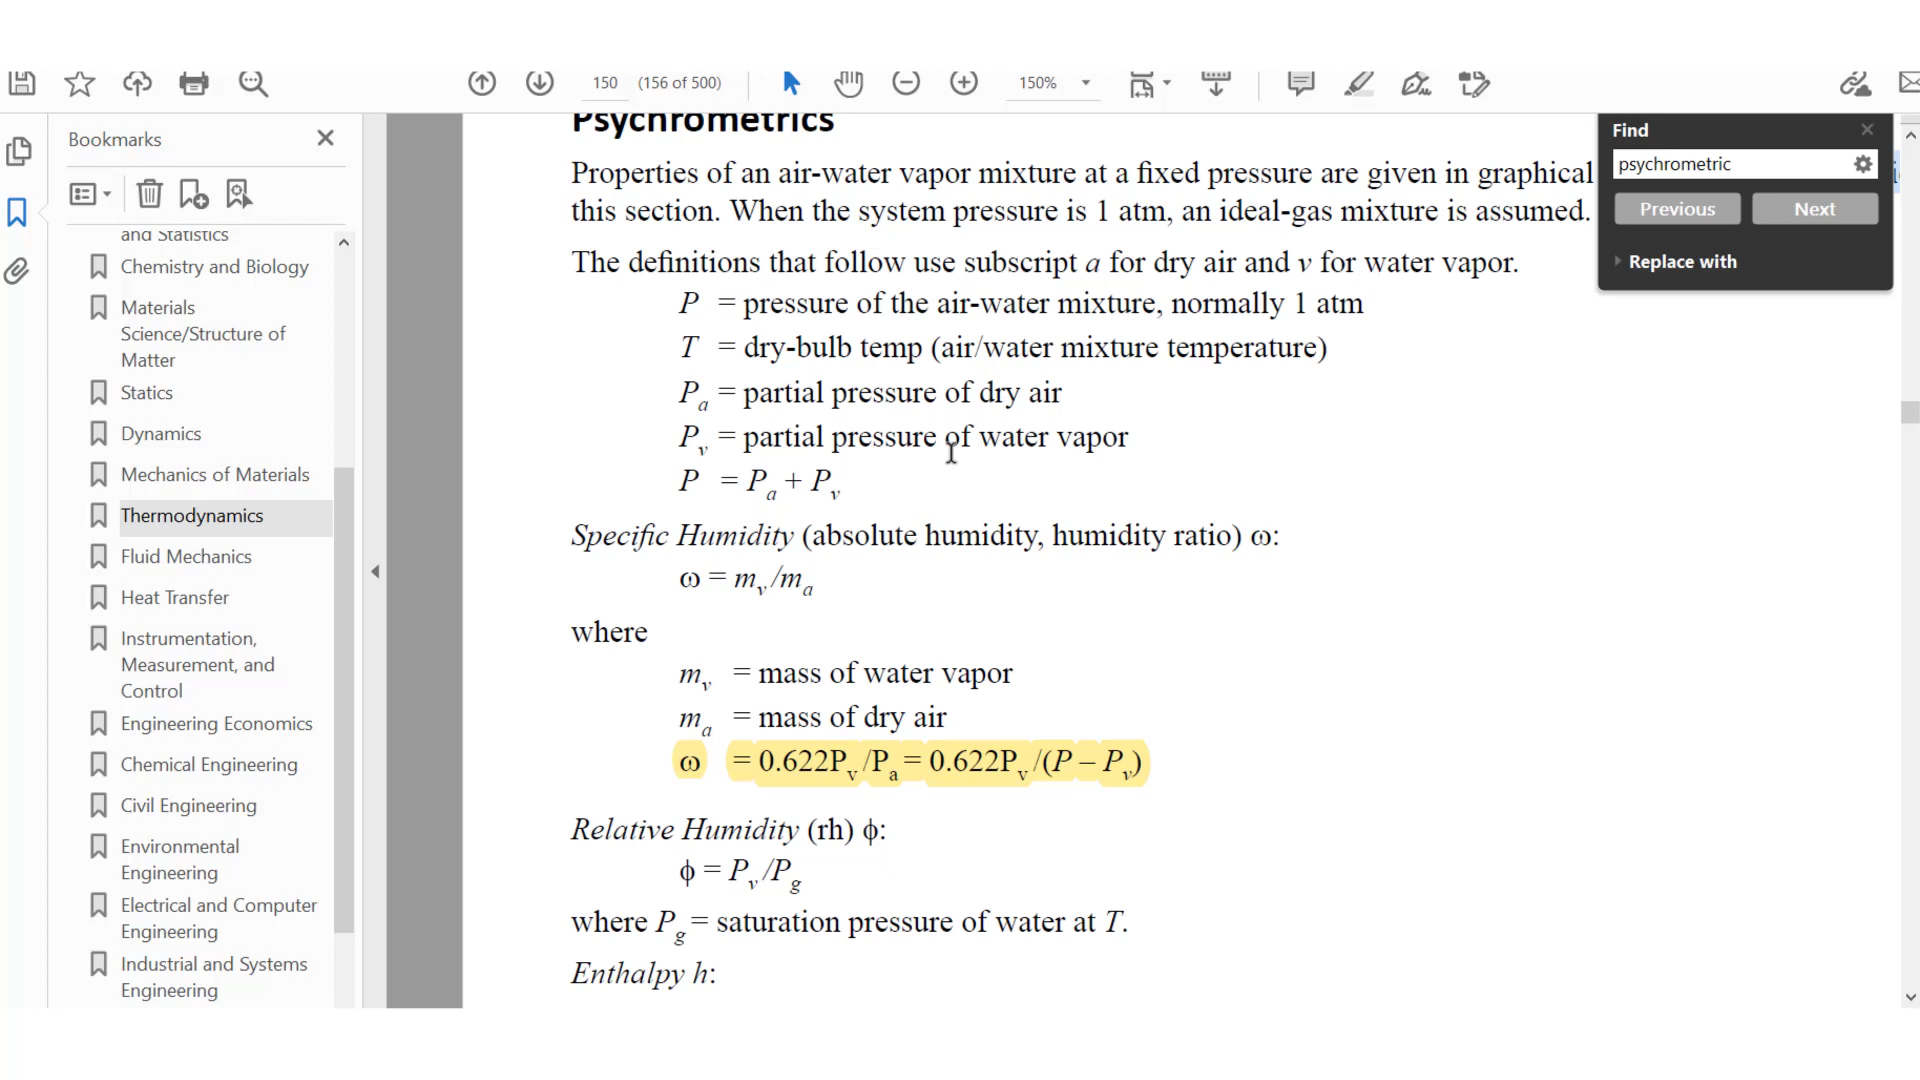 150 (156 of 500) 150%
Bookmarks
and Statistics
Chemistry and Biology
Materials
Science/Structure of
Matter
Statics
Dynamics
Mechanics of Materials
Thermodynamics
Fluid Mechanics
Heat Transfer
Instrumentation,
Measurement, and
Control
Engineering Economics
Chemical Engineering
Civil Engineering
Environmental
Engineering
Electrical and Computer
Engineering
Industrial and Systems
Engineering
Psychrometrics
Properties of an air-water vapor mixture at a fixed pressure are given in graphical
this section. When the system pressure is 1 atm, an ideal-gas mixture is assumed.
The definitions that follow use subscript a for dry air and v for water vapor.
P = pressure of the air-water mixture, normally 1 atm
T = dry-bulb temp (air/water mixture temperature)
Pa = partial pressure of dry air
Pv = partial pressure of water vapor
P = Pa + Pv
Specific Humidity (absolute humidity, humidity ratio) ω:
ω = mv/ma
where
mv = mass of water vapor
ma = mass of dry air
ω = 0.622Pv/Pa = 0.622Pv/(P – Pv)
Relative Humidity (rh) ϕ:
ϕ = Pv/Pg
where Pg = saturation pressure of water at T.
Enthalpy h:
Find
psychrometric
Previous Next
Replace with